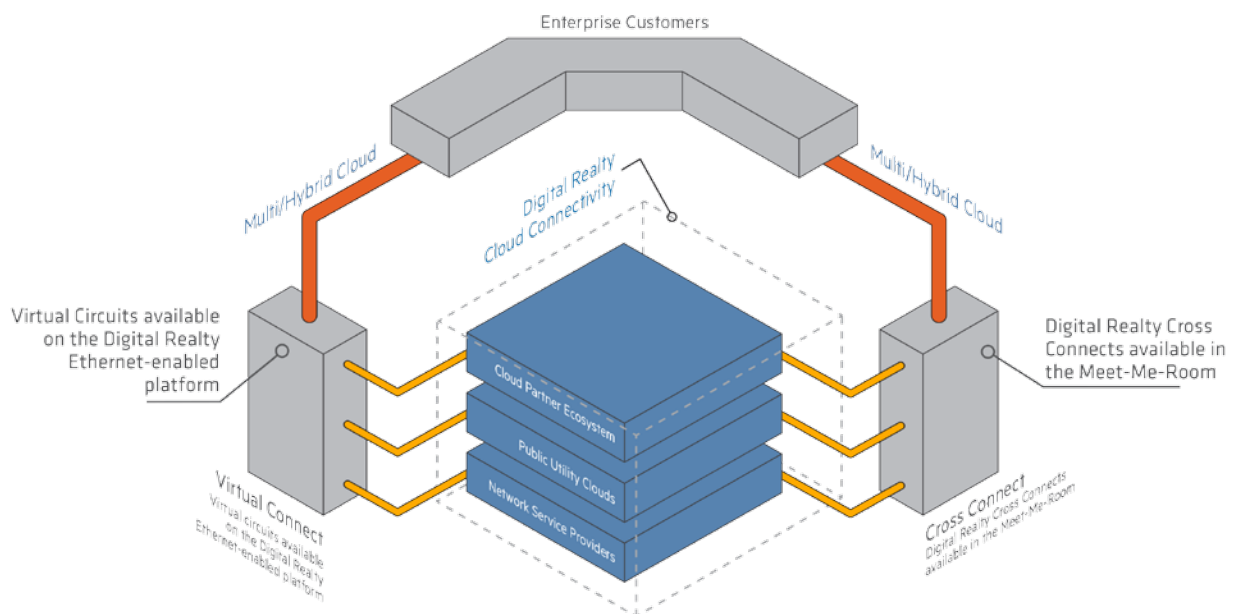 Enterprise Customers
Multi/Hybrid Cloud
Digital Realty
Cloud Connectivity
Multi/Hybrid Cloud
Virtual Circuits available
on the Digital Realty
Ethernet-enabled
platform
Digital Realty Cross
Connects available in
the Meet-Me-Room
Cloud Partner Ecosystem
Public Utility Clouds
Network Service Providers
Virtual Connect
Virtual circuits available
on the Digital Realty
Ethernet-enabled platform
Cross Connect
Digital Realty Cross Connects
available in the Meet-Me-Room